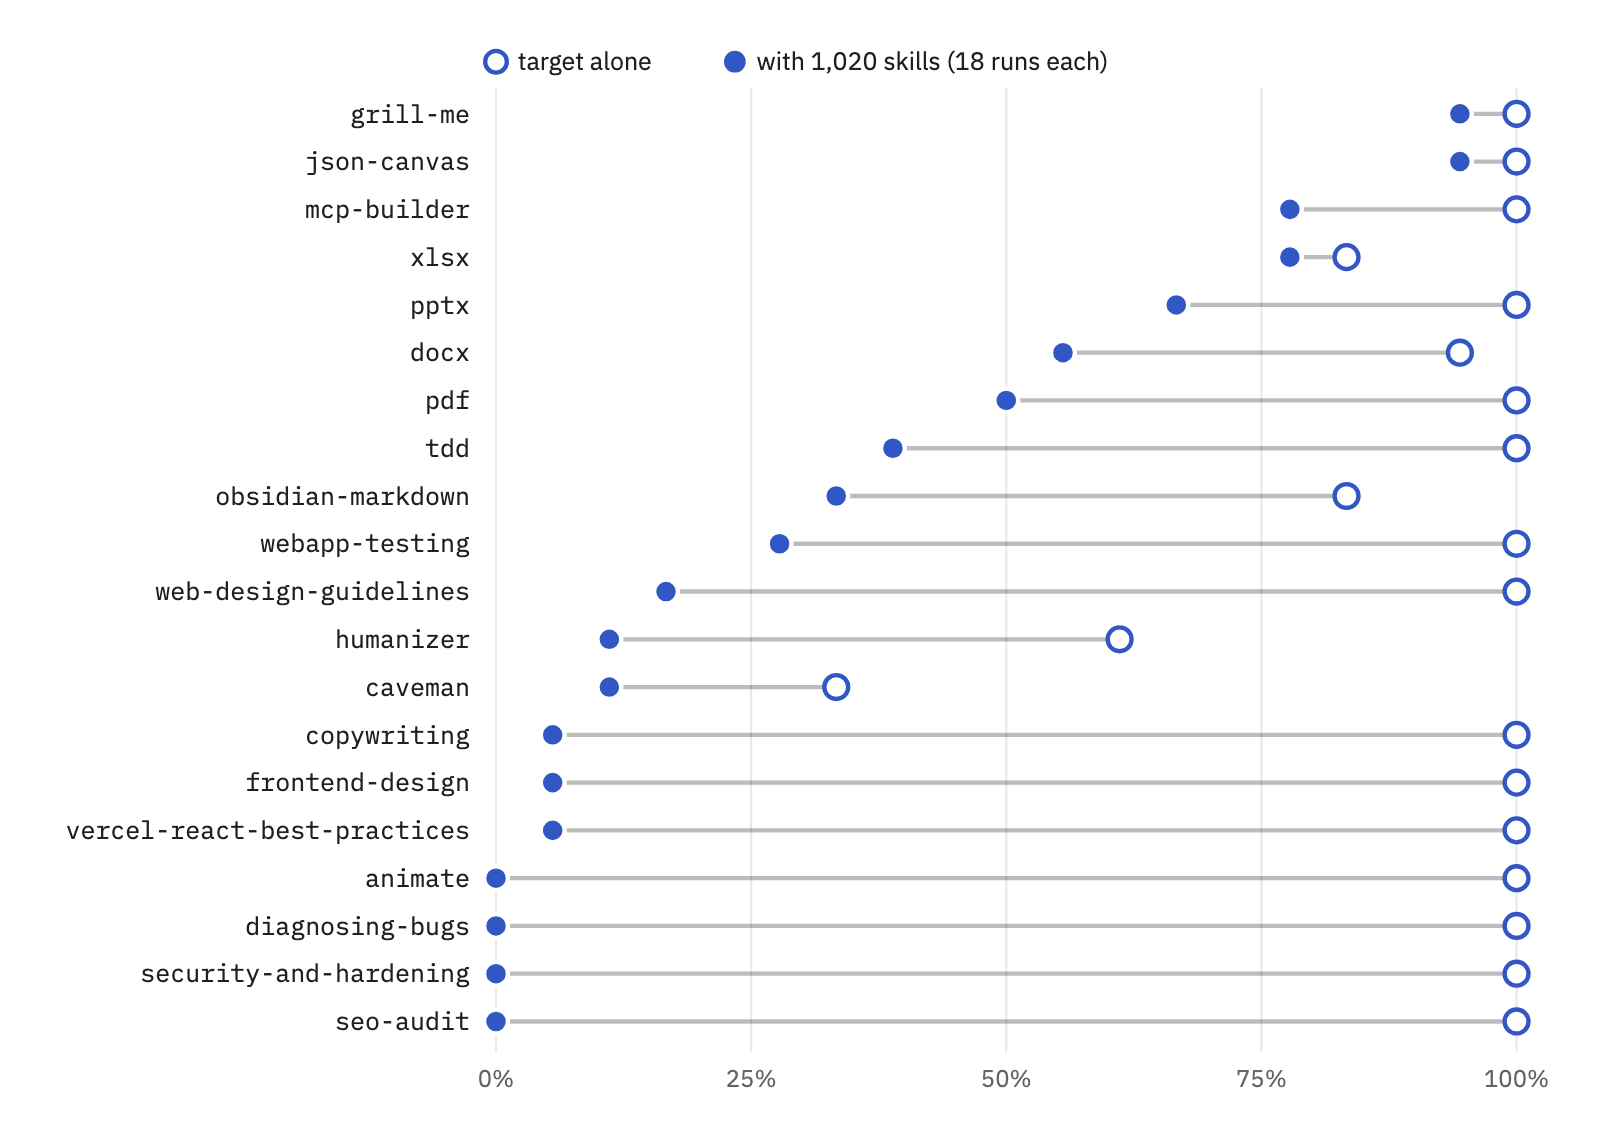 target alone with 1,020 skills (18 runs each)
grill-me
json-canvas
mcp-builder
xlsx
pptx
docx
pdf
tdd
obsidian-markdown
webapp-testing
web-design-guidelines
humanizer
caveman
copywriting
frontend-design
vercel-react-best-practices
animate
diagnosing-bugs
security-and-hardening
seo-audit
0% 25% 50% 75% 100%